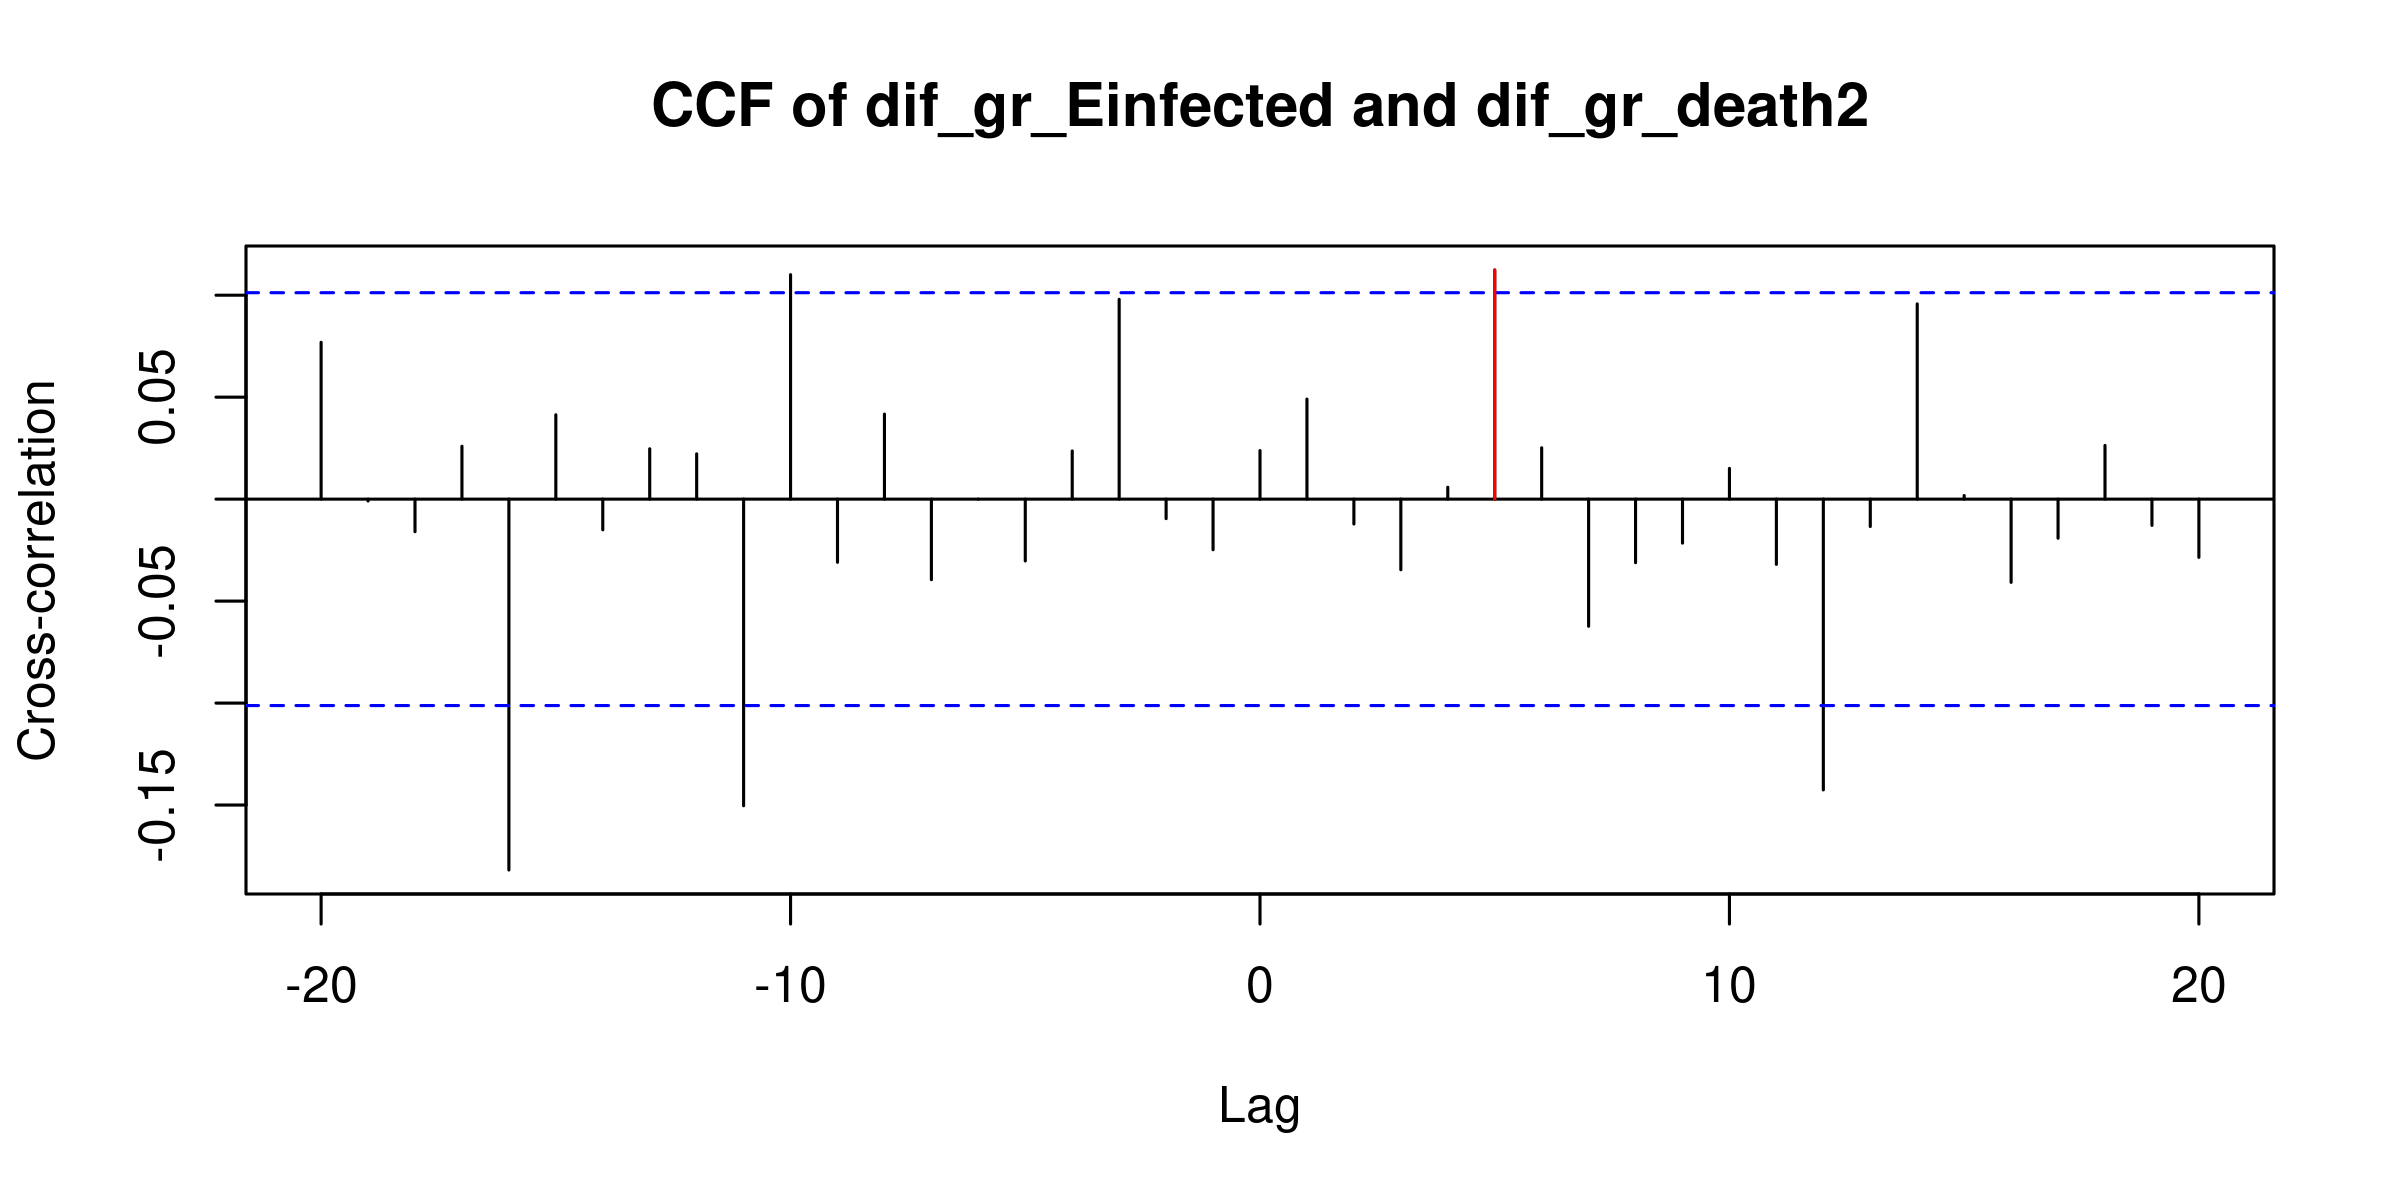 CCF of dif_gr_Einfected and dif_gr_death2
Cross-correlation
0.05
-0.05
-0.15
-20
-10
0
10
20
Lag